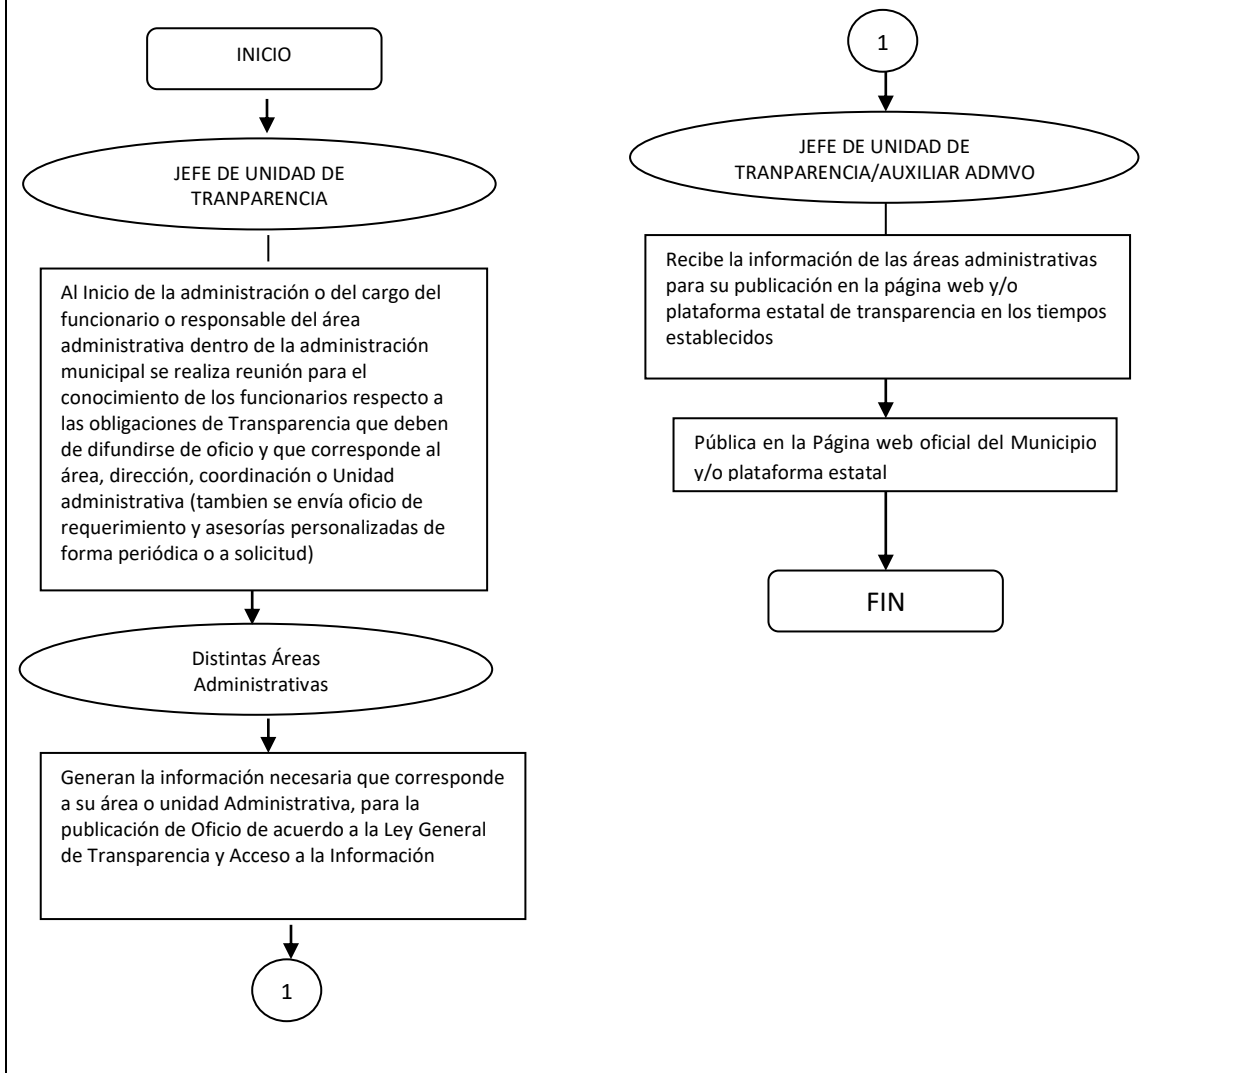 INICIO
JEFE DE UNIDAD DE
TRANPARENCIA
Al Inicio de la administración o del cargo del
funcionario o responsable del área
administrativa dentro de la administración
municipal se realiza reunión para el
conocimiento de los funcionarios respecto a
las obligaciones de Transparencia que deben
de difundirse de oficio y que corresponde al
área, dirección, coordinación o Unidad
administrativa (tambien se envía oficio de
requerimiento y asesorías personalizadas de
forma periódica o a solicitud)
Distintas Áreas
Administrativas
Generan la información necesaria que corresponde
a su área o unidad Administrativa, para la
publicación de Oficio de acuerdo a la Ley General
de Transparencia y Acceso a la Información
1
1
JEFE DE UNIDAD DE
TRANPARENCIA/AUXILIAR ADMVO
Recibe la información de las áreas administrativas
para su publicación en la página web y/o
plataforma estatal de transparencia en los tiempos
establecidos
Pública en la Página web oficial del Municipio
y/o plataforma estatal
FIN